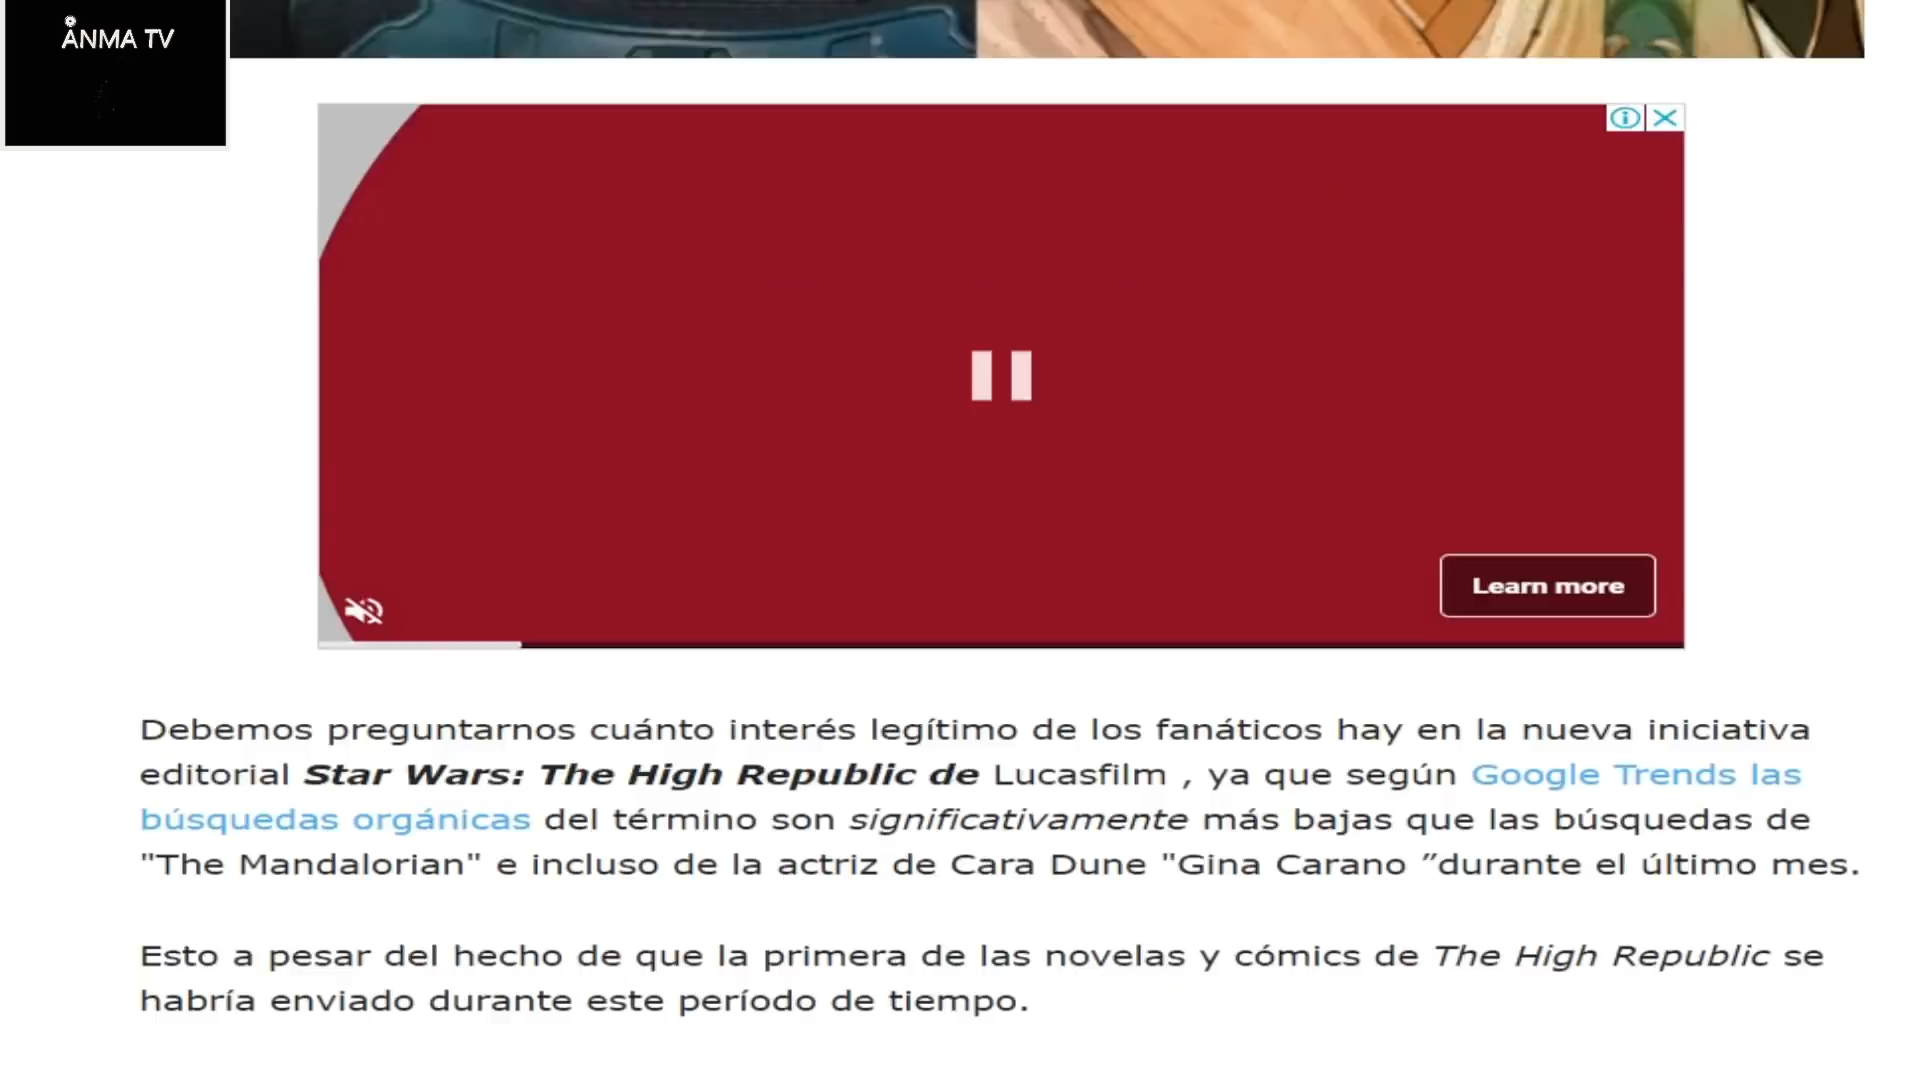 ÅNMA TV
Learn more
Debemos preguntarnos cuánto interés legítimo de los fanáticos hay en la nueva iniciativa
editorial Star Wars: The High Republic de Lucasfilm , ya que según Google Trends las
búsquedas orgánicas del término son significativamente más bajas que las búsquedas de
"The Mandalorian" e incluso de la actriz de Cara Dune "Gina Carano ”durante el último mes.
Esto a pesar del hecho de que la primera de las novelas y cómics de The High Republic se
habría enviado durante este período de tiempo.